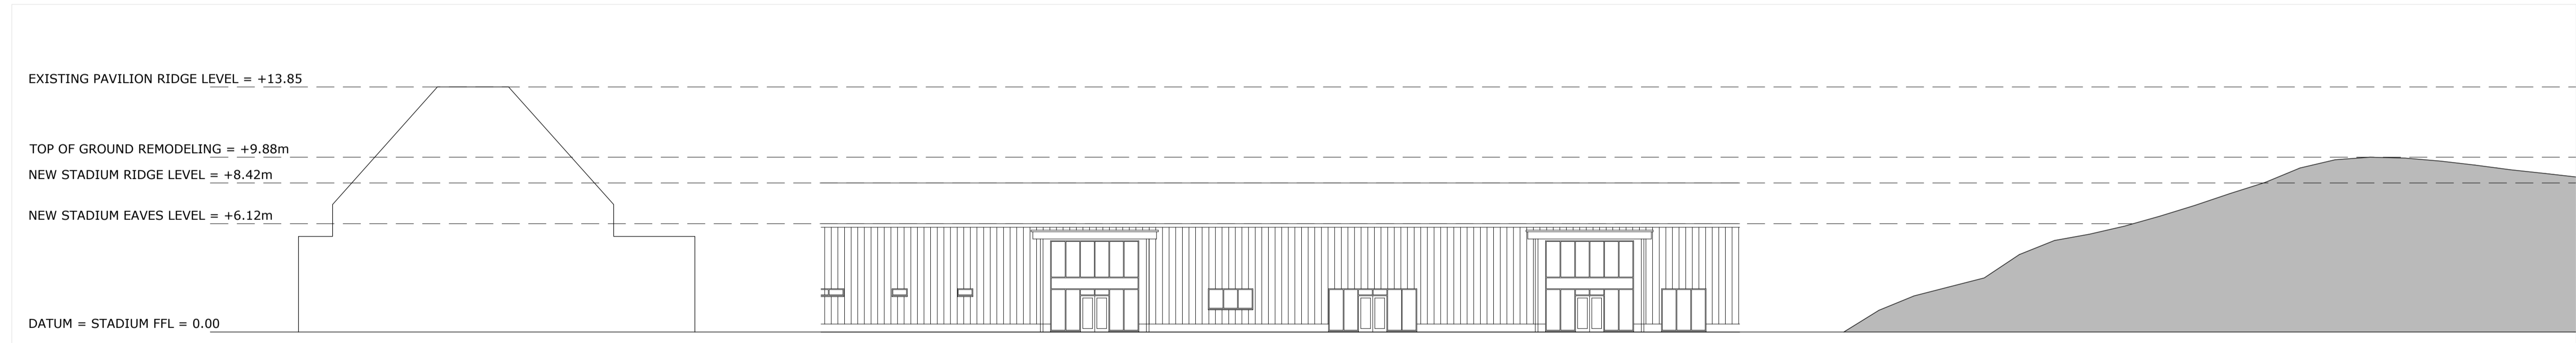 EXISTING PAVILION RIDGE LEVEL = +13.85
TOP OF GROUND REMODELING = +9.88m
NEW STADIUM RIDGE LEVEL = +8.42m
NEW STADIUM EAVES LEVEL = +6.12m
DATUM = STADIUM FFL = 0.00